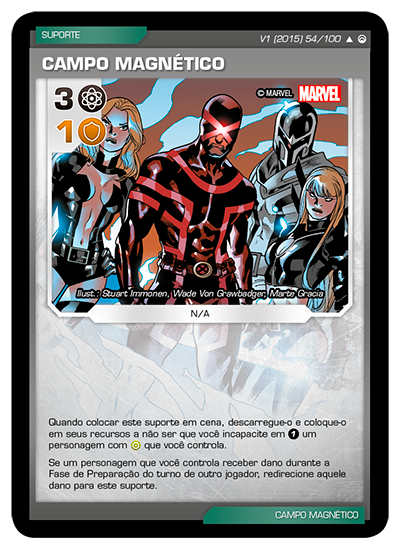 SUPORTE
V1 (2015) 54/100
CAMPO MAGNÉTICO
3
© MARVEL MARVEL
10
Ilust.: Stuart Immonen, Wade Von Grawbadger, Marte Gracia
N/A
Quando colocar este suporte em cena, descarregue-o e coloque-o
em seus recursos a não ser que você incapacite em 1 um
personagem com que você controla.
Se um personagem que você controla receber dano durante a
Fase de Preparação do turno de outro jogador, redirecione aquele
dano para este suporte.
CAMPO MAGNÉTICO